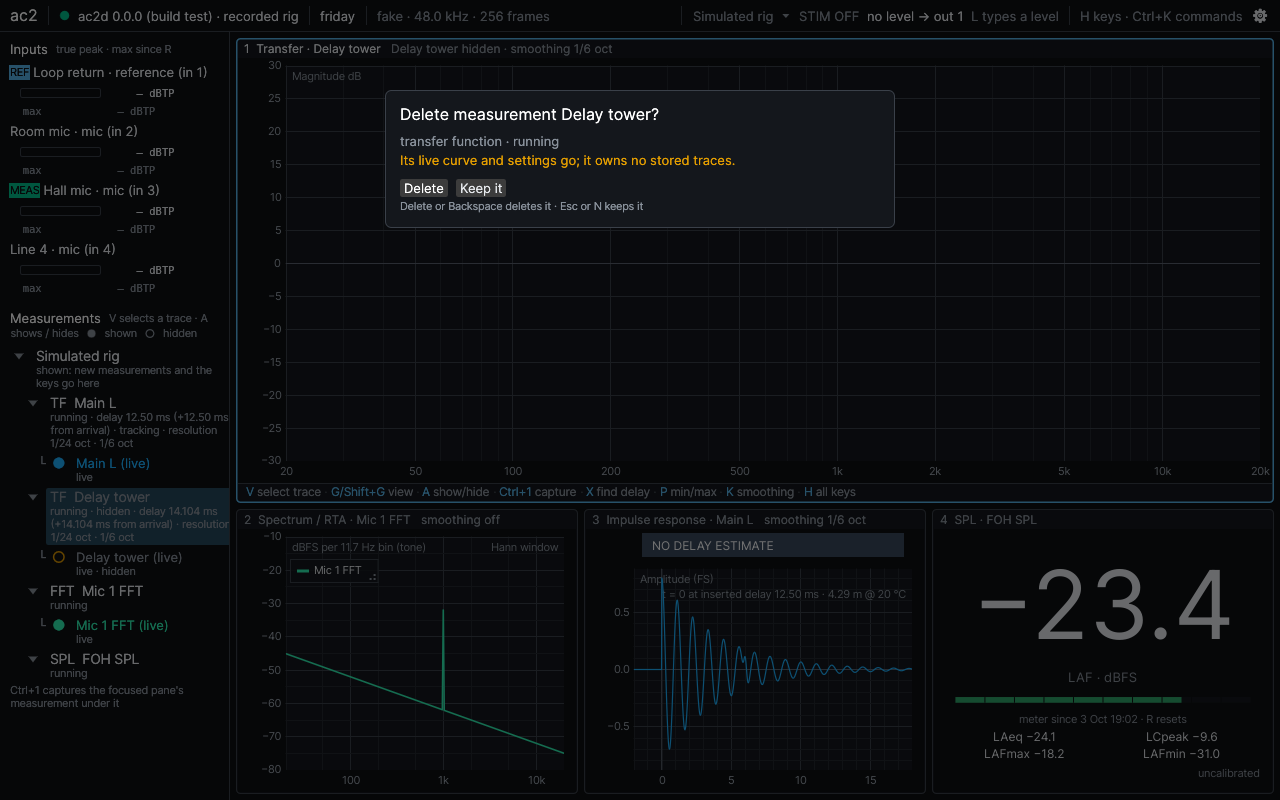 ac2 ac2d 0.0.0 (build test) · recorded rig friday fake · 48.0 kHz · 256 frames Simulated rig STIM OFF no level → out 1 L types a level H keys · Ctrl+K commands
Inputs true peak · max since R
REF Loop return · reference (in 1)
– dBTP
max – dBTP
Room mic · mic (in 2)
– dBTP
max – dBTP
MEAS Hall mic · mic (in 3)
– dBTP
max – dBTP
Line 4 · mic (in 4)
– dBTP
max – dBTP
Measurements V selects a trace · A
shows / hides shown hidden
Simulated rig
shown: new measurements and the
keys go here
TF Main L
running · delay 12.50 ms (+12.50 ms
from arrival) · tracking · resolution
1/24 oct · 1/6 oct
Main L (live)
live
TF Delay tower
running · hidden · delay 14.104 ms
(+14.104 ms from arrival) · resolution
1/24 oct · 1/6 oct
Delay tower (live)
live · hidden
FFT Mic 1 FFT
running
Mic 1 FFT (live)
live
SPL FOH SPL
running
Ctrl+1 captures the focused pane's
measurement under it
1 Transfer · Delay tower Delay tower hidden · smoothing 1/6 oct
Magnitude dB
30
25
20
15
10
5
0
−5
−10
−15
−20
−25
−30
20 50 100 200 500 1k 2k 5k 10k 20k
V select trace · G/Shift+G view · A show/hide · Ctrl+1 capture · X find delay · P min/max · K smoothing · H all keys
Delete measurement Delay tower?
transfer function · running
Its live curve and settings go; it owns no stored traces.
Delete Keep it
Delete or Backspace deletes it · Esc or N keeps it
2 Spectrum / RTA · Mic 1 FFT smoothing off
dBFS per 11.7 Hz bin (tone) Hann window
Mic 1 FFT
−10
−20
−30
−40
−50
−60
−70
−80
100 1k 10k
3 Impulse response · Main L smoothing 1/6 oct
NO DELAY ESTIMATE
Amplitude (FS)
t = 0 at inserted delay 12.50 ms · 4.29 m @ 20 °C
0.5
0.0
−0.5
0 5 10 15
4 SPL · FOH SPL
−23.4
LAF · dBFS
meter since 3 Oct 19:02 · R resets
LAeq −24.1 LCpeak −9.6
LAFmax −18.2 LAFmin −31.0
uncalibrated